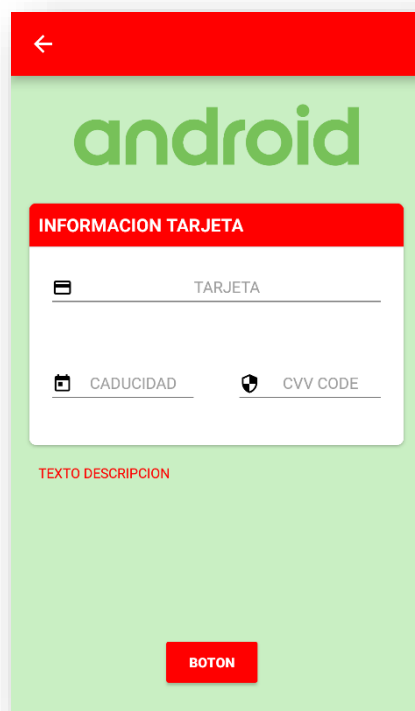 android
INFORMACION TARJETA
TARJETA
CADUCIDAD
CVV CODE
TEXTO DESCRIPCION
BOTON